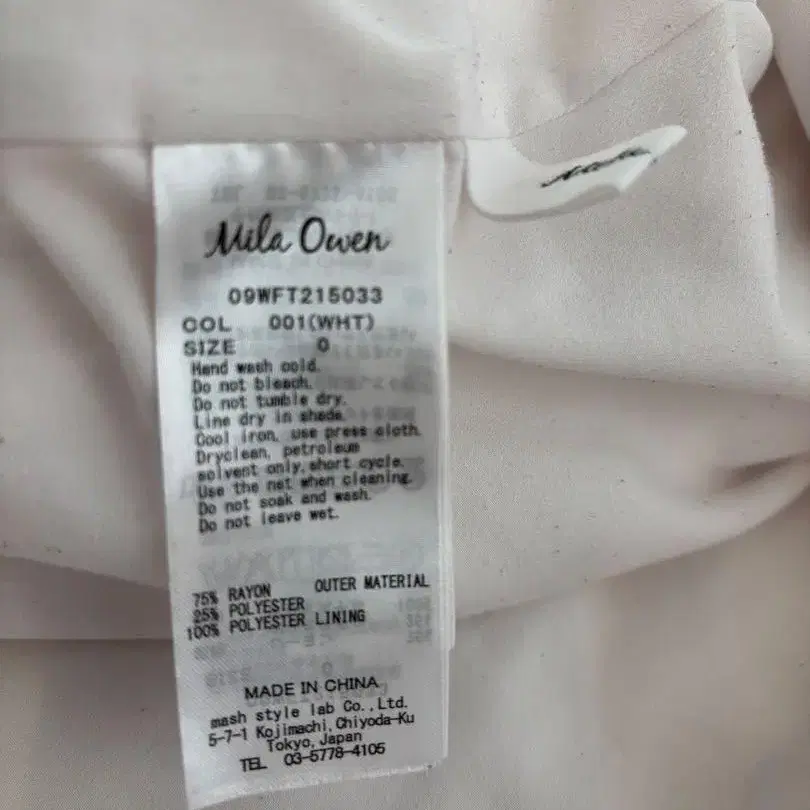 Mila Owen
09WFT215033
COL 001(WHT)
SIZE 0
Hand wash cold.
Do not bleach.
Do not tumble dry.
Line dry in shade.
Cool iron, use press cloth.
Dryclean, petroleum
solvent only, short cycle.
Use the net when cleaning.
Do not soak and wash.
Do not leave wet.
75% RAYON OUTER MATERIAL
25% POLYESTER
100% POLYESTER LINING
MADE IN CHINA
mash style lab Co., Ltd.
5-7-1 Kojimachi, Chiyoda-Ku
Tokyo, Japan
TEL 03-5778-4105